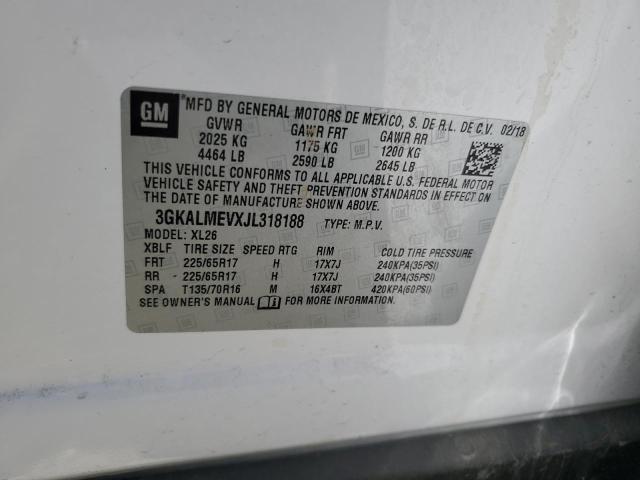 GM
MFD BY GENERAL MOTORS DE MEXICO, S. DE R.L. DE C.V. 02/18
GVWR GAWR FRT GAWR RR
2025 KG 1175 KG 1200 KG
4464 LB 2590 LB 2645 LB
THIS VEHICLE CONFORMS TO ALL APPLICABLE U.S. FEDERAL MOTOR
VEHICLE SAFETY AND THEFT PREVENTION STANDARDS IN EFFECT ON
THE DATE OF MANUFACTURE SHOWN ABOVE.
3GKALMEVXJL318188 TYPE: M.P.V.
MODEL: XL26
XBLF TIRE SIZE SPEED RTG RIM COLD TIRE PRESSURE
FRT 225/65R17 H 17X7J 240KPA(35PSI)
RR 225/65R17 H 17X7J 240KPA(35PSI)
SPA T135/70R16 M 16X4BT 420KPA(60PSI)
SEE OWNER'S MANUAL FOR MORE INFORMATION.